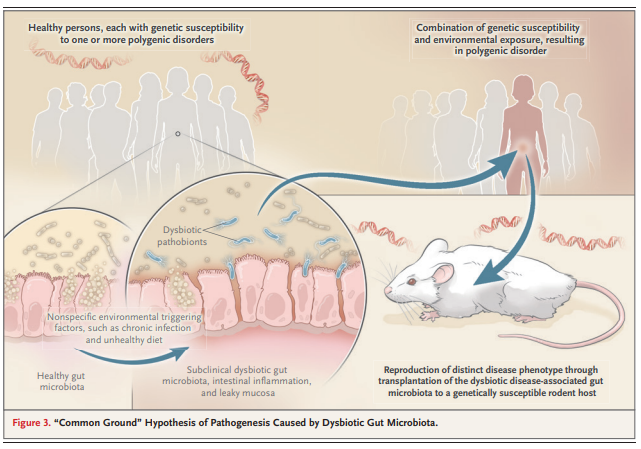 Healthy persons, each with genetic susceptibility
to one or more polygenic disorders
Combination of genetic susceptibility
and environmental exposure, resulting
in polygenic disorder
Dysbiotic
pathobionts
Nonspecific environmental triggering
factors, such as chronic infection
and unhealthy diet
Healthy gut
microbiota
Subclinical dysbiotic gut
microbiota, intestinal inflammation,
and leaky mucosa
Reproduction of distinct disease phenotype through
transplantation of the dysbiotic disease-associated gut
microbiota to a genetically susceptible rodent host
Figure 3. “Common Ground” Hypothesis of Pathogenesis Caused by Dysbiotic Gut Microbiota.